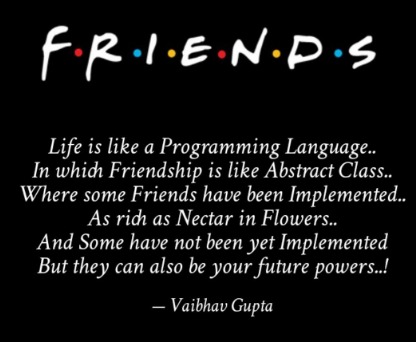 F·R·I·E·N·D·S
Life is like a Programming Language..
In which Friendship is like Abstract Class..
Where some Friends have been Implemented..
As rich as Nectar in Flowers..
And Some have not been yet Implemented
But they can also be your future powers..!
— Vaibhav Gupta